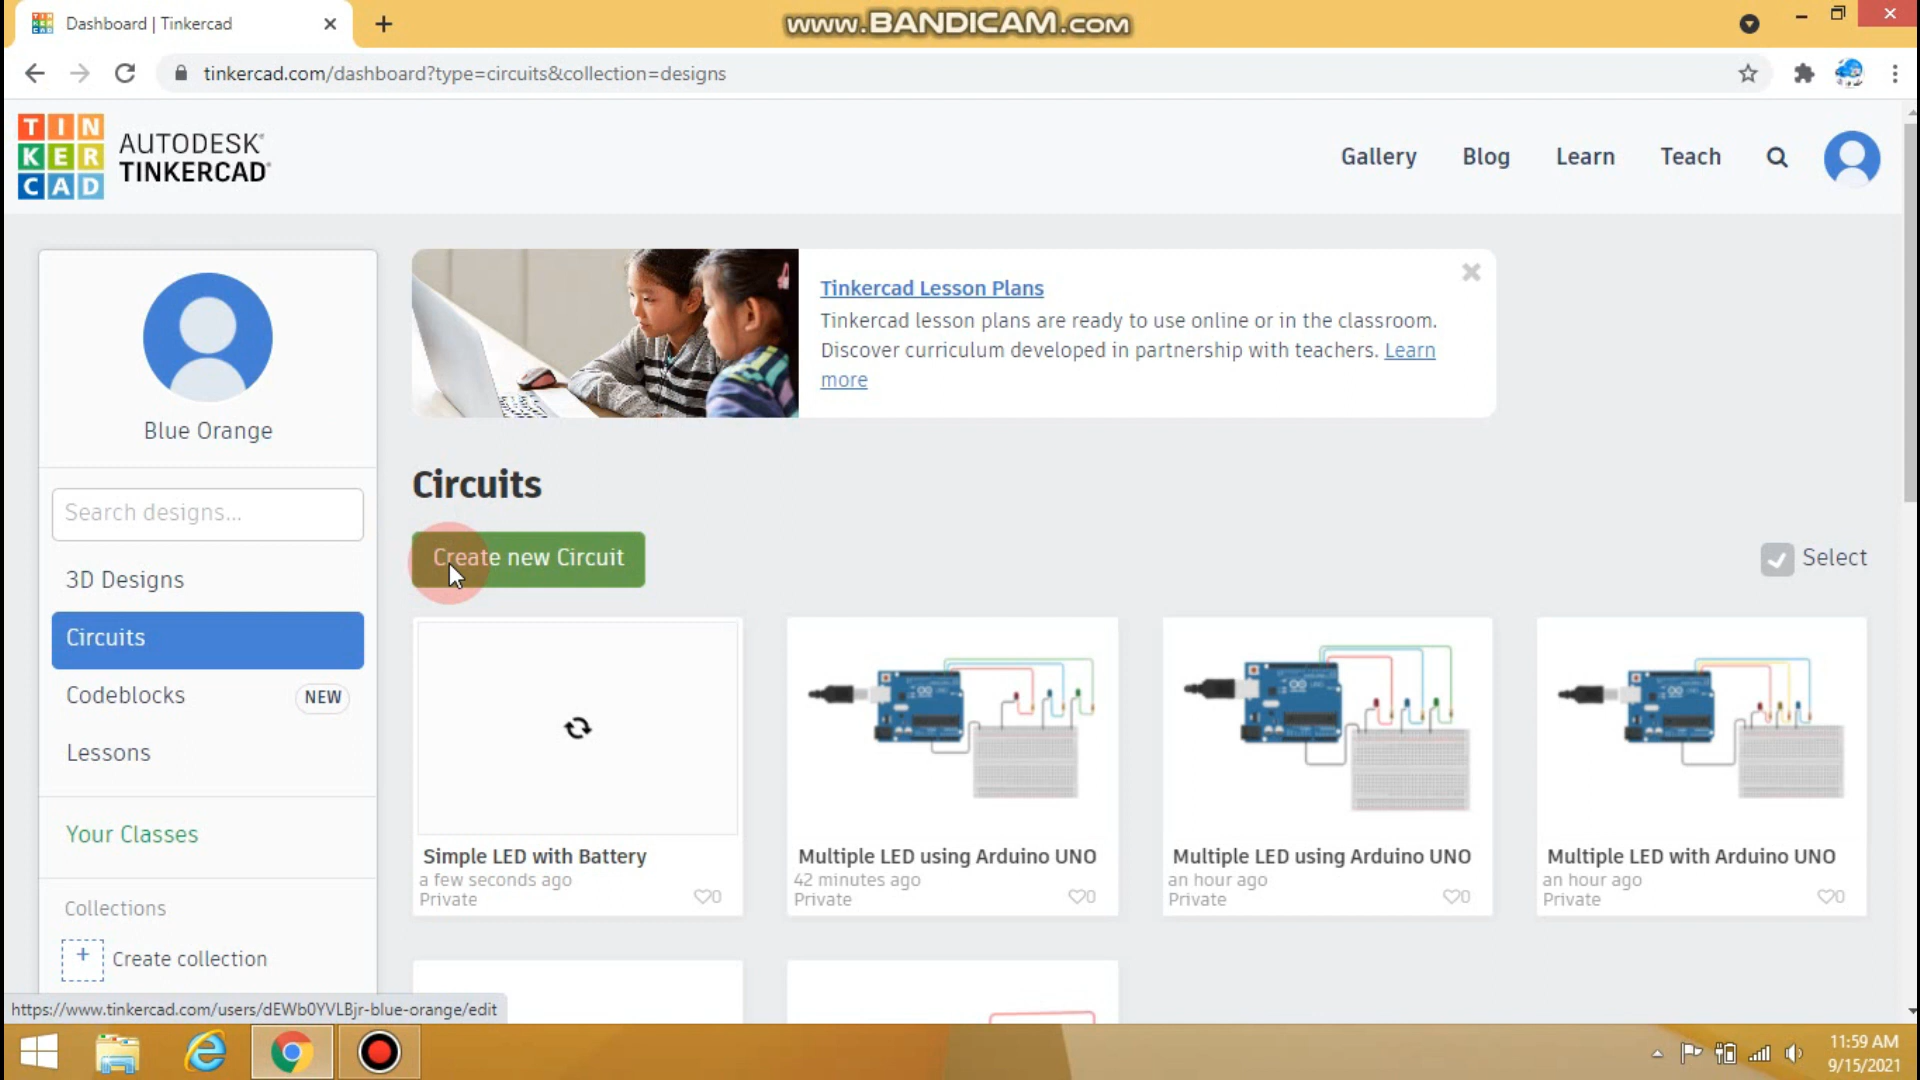 Dashboard | Tinkercad
www.BANDICAM.com
tinkercad.com/dashboard?type=circuits&collection=designs
TIN
KER
CAD
AUTODESK
TINKERCAD
Gallery
Blog
Learn
Teach
Blue Orange
Search designs...
3D Designs
Circuits
Codeblocks NEW
Lessons
Your Classes
Collections
+ Create collection
Tinkercad Lesson Plans
Tinkercad lesson plans are ready to use online or in the classroom.
Discover curriculum developed in partnership with teachers. Learn
more
Circuits
Create new Circuit
Select
Simple LED with Battery
a few seconds ago
Private
0
Multiple LED using Arduino UNO
42 minutes ago
Private
0
Multiple LED using Arduino UNO
an hour ago
Private
0
Multiple LED with Arduino UNO
an hour ago
Private
0
https://www.tinkercad.com/users/dEWb0YVLBjr-blue-orange/edit
11:59 AM
9/15/2021